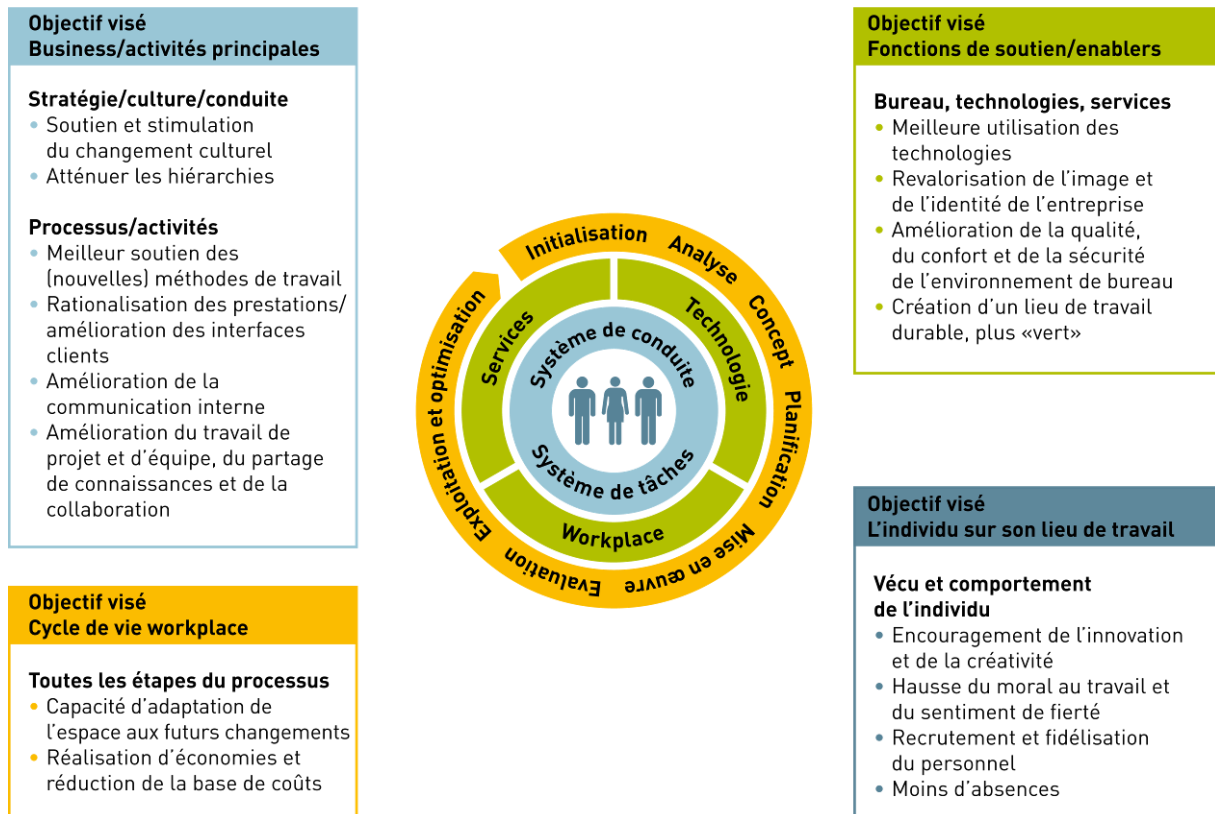 Objectif visé
Business/activités principales
Stratégie/culture/conduite
• Soutien et stimulation
du changement culturel
• Atténuer les hiérarchies
Processus/activités
• Meilleur soutien des
(nouvelles) méthodes de travail
• Rationalisation des prestations/
amélioration des interfaces
clients
• Amélioration de la
communication interne
• Amélioration du travail de
projet et d'équipe, du partage
de connaissances et de la
collaboration
Objectif visé
Cycle de vie workplace
Toutes les étapes du processus
• Capacité d'adaptation de
l'espace aux futurs changements
• Réalisation d'économies et
réduction de la base de coûts
Initialisation
Analyse
Concept
Planification
Mise en œuvre
Evaluation
Exploitation et optimisation
Services
Technologie
Workplace
Système de conduite
Système de tâches
Objectif visé
Fonctions de soutien/enablers
Bureau, technologies, services
• Meilleure utilisation des
technologies
• Revalorisation de l'image et
de l'identité de l'entreprise
• Amélioration de la qualité,
du confort et de la sécurité
de l'environnement de bureau
• Création d'un lieu de travail
durable, plus «vert»
Objectif visé
L'individu sur son lieu de travail
Vécu et comportement
de l'individu
• Encouragement de l'innovation
et de la créativité
• Hausse du moral au travail et
du sentiment de fierté
• Recrutement et fidélisation
du personnel
• Moins d'absences